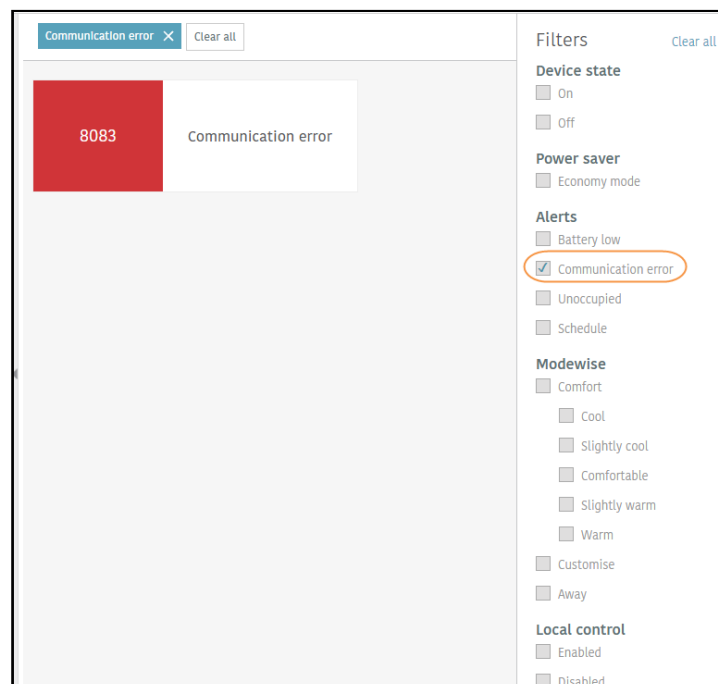 Communication error
Clear all
8083
Communication error
Filters
Clear all
Device state
On
Off
Power saver
Economy mode
Alerts
Battery low
Communication error
Unoccupied
Schedule
Modewise
Comfort
Cool
Slightly cool
Comfortable
Slightly warm
Warm
Customise
Away
Local control
Enabled
Disabled